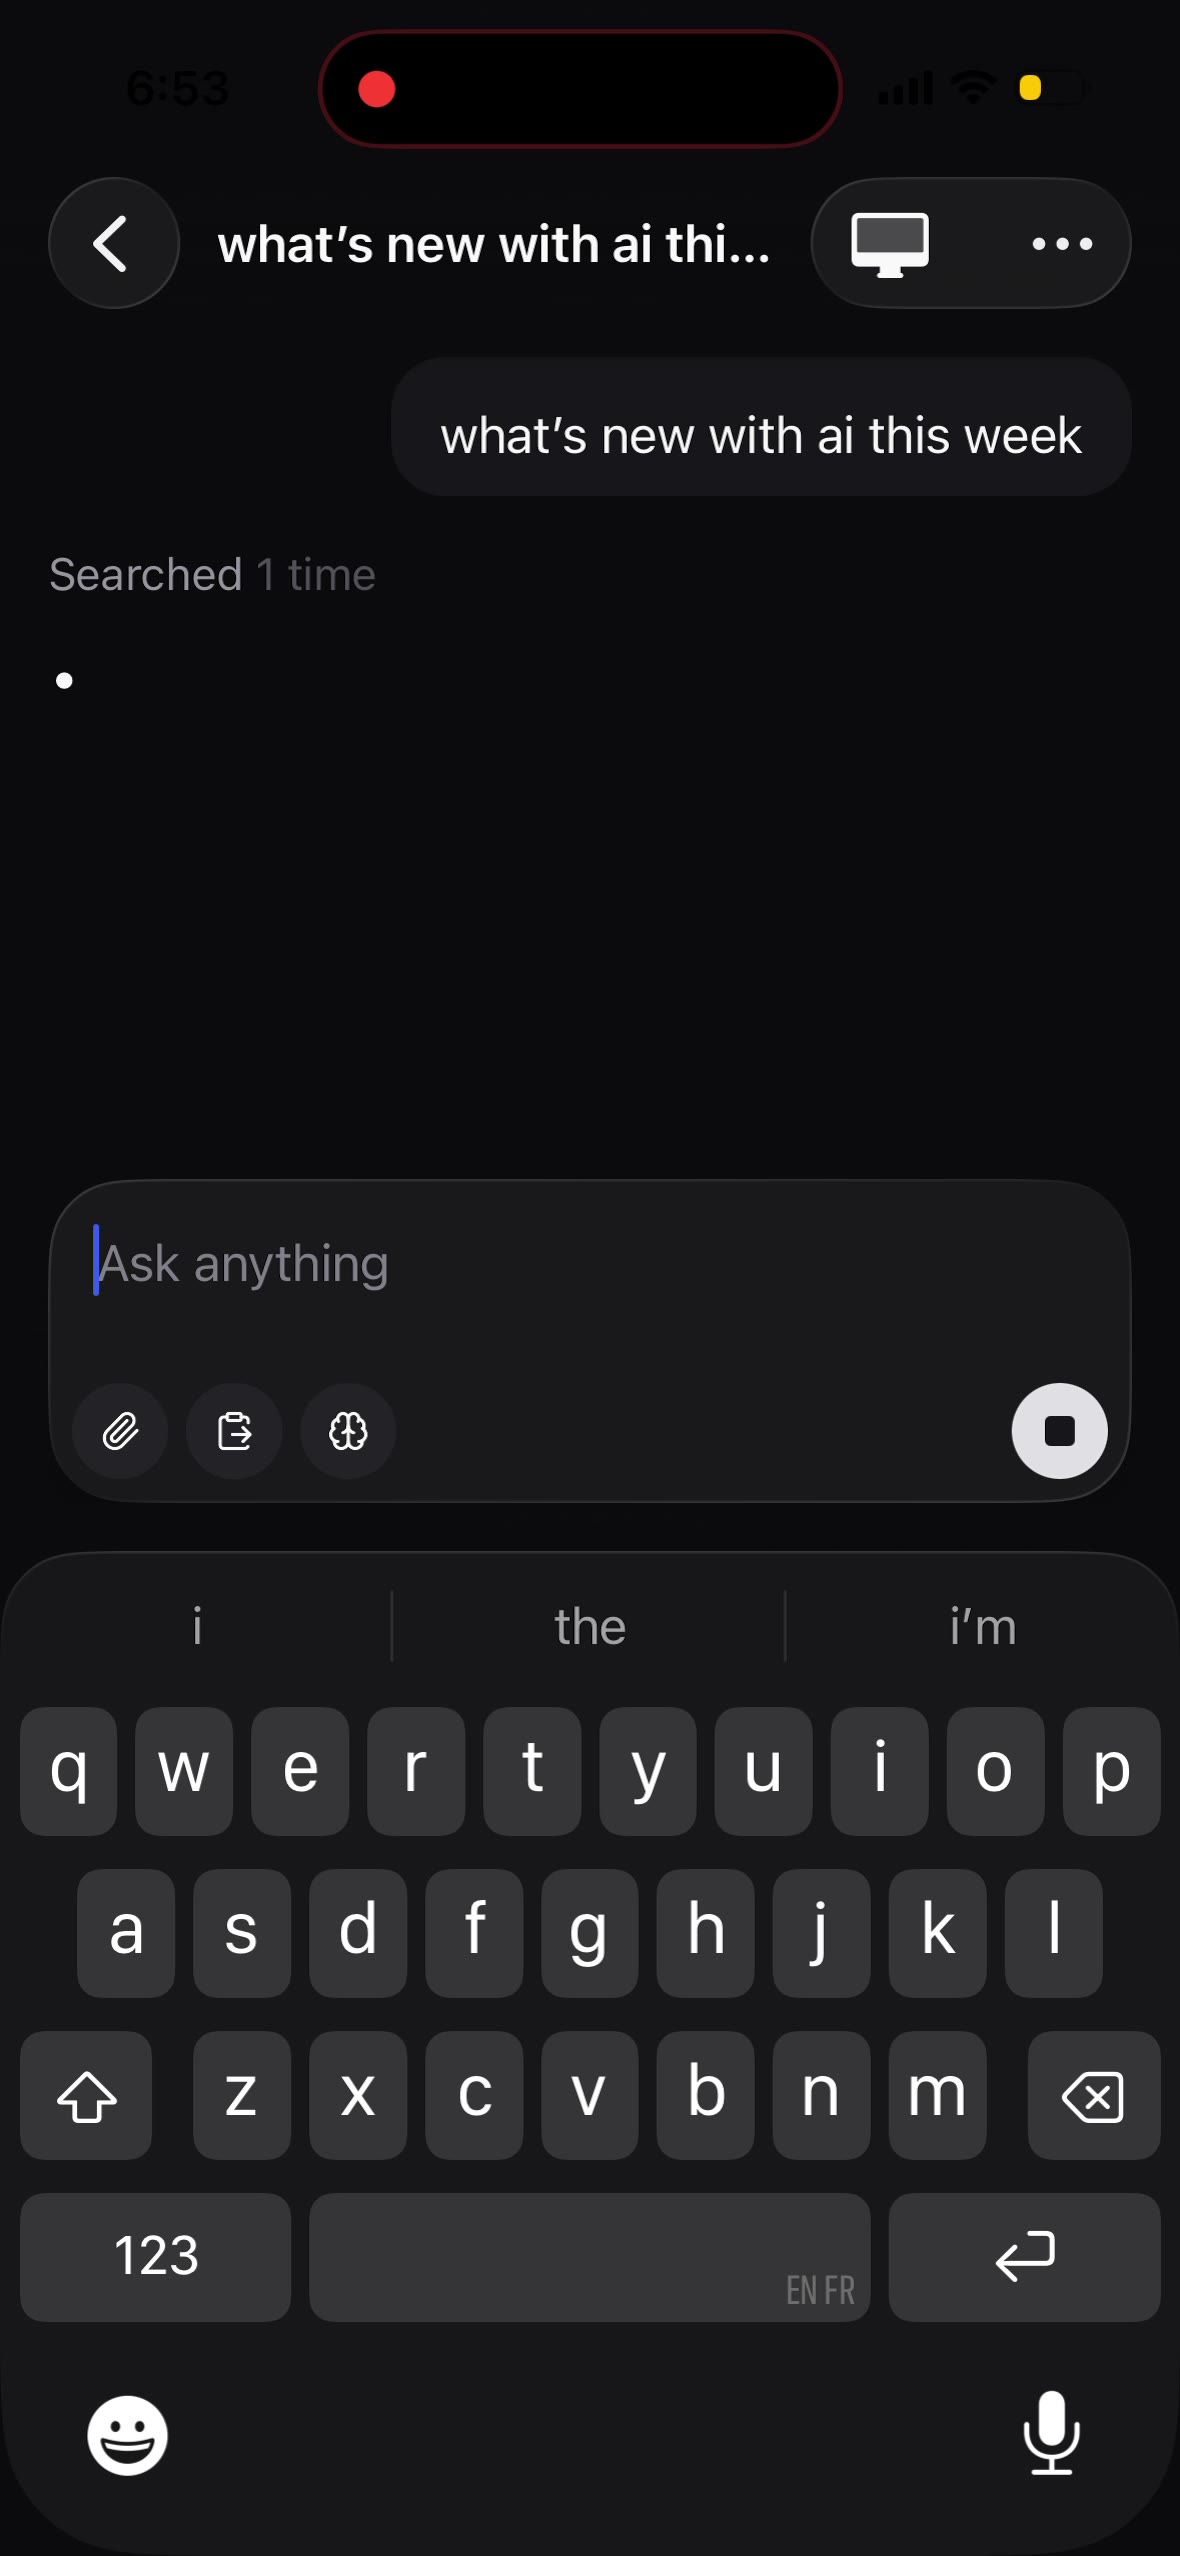 6:53
what’s new with ai thi...
what’s new with ai this week
Searched 1 time
Ask anything
i the i’m
q w e r t y u i o p
a s d f g h j k l
z x c v b n m
123
EN FR